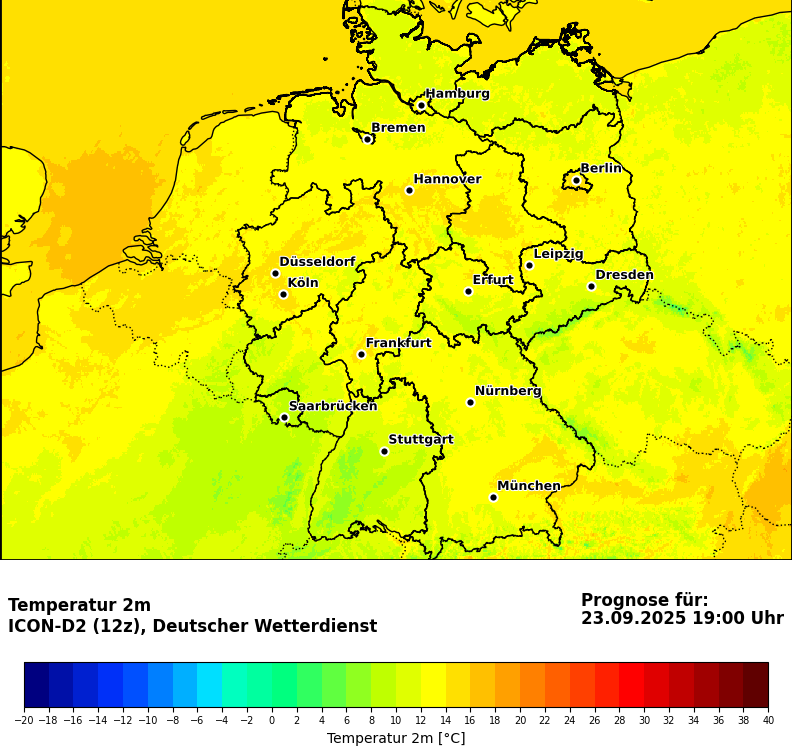 Hamburg
Bremen
Berlin
Hannover
Düsseldorf
Leipzig
Köln
Erfurt
Dresden
Frankfurt
Nürnberg
Saarbrücken
Stuttgart
München
Temperatur 2m
ICON-D2 (12z), Deutscher Wetterdienst
Prognose für:
23.09.2025 19:00 Uhr
−20 −18 −16 −14 −12 −10 −8 −6 −4 −2 0 2 4 6 8 10 12 14 16 18 20 22 24 26 28 30 32 34 36 38 40
Temperatur 2m [°C]